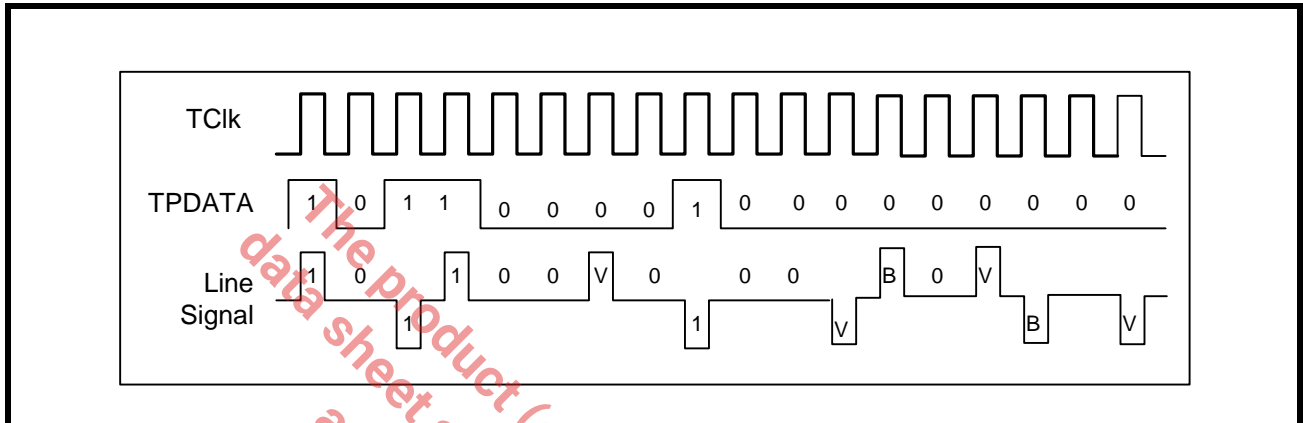 TClk
TPDATA 1 0 1 1 0 0 0 0 1 0 0 0 0 0 0 0 0 0
Line Signal 1 0 1 1 0 0 V 0 1 0 0 V B 0 V B V
The product (
data sheet
a